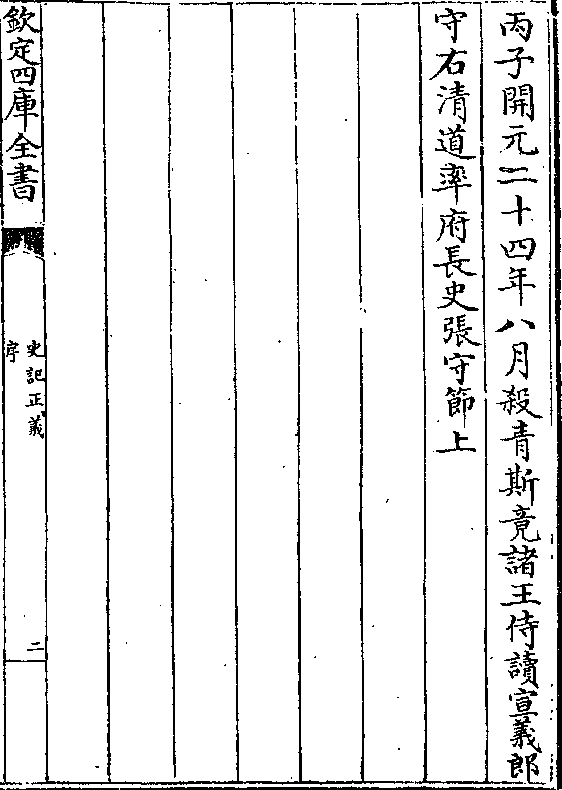 丙子開元二十四年八月殺青斯竟諸王侍讀宣義郎
守右清道率府長史張守節上
欽定四庫全書
史記正義
序
二